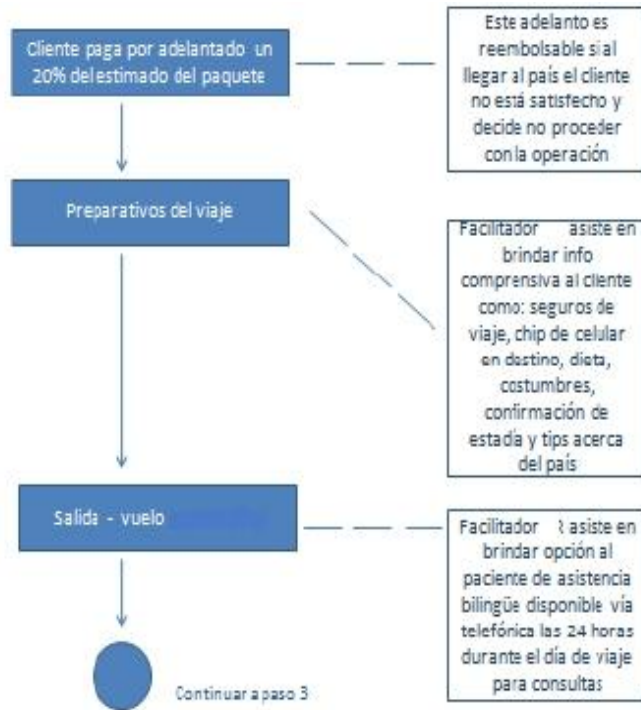 Cliente paga por adelantado un
20% del estimado del paquete
Este adelanto es
reembolsable si al
llegar al país el cliente
no está satisfecho y
decide no proceder
con la operación
Preparativos del viaje
Facilitador asiste en
brindar info
comprensiva al cliente
como: seguros de
viaje, chip de celular
en destino, dieta,
costumbres,
confirmación de
estadía y tips acerca
del país
Salida - vuelo
Facilitador asiste en
brindar opción al
paciente de asistencia
bilingüe disponible vía
telefónica las 24 horas
durante el día de viaje
para consultas
Continuar a paso 3